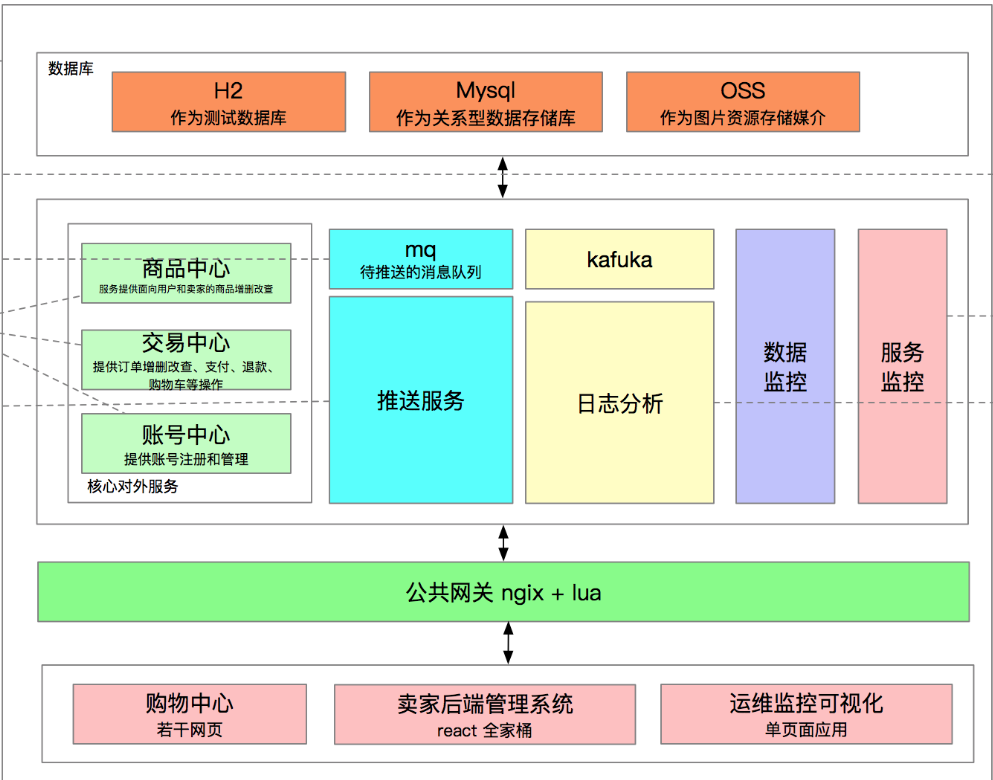 数据库
H2
作为测试数据库
Mysql
作为关系型数据存储库
OSS
作为图片资源存储媒介
商品中心
服务提供面向用户和卖家的商品增删改查
交易中心
提供订单增删改查、支付、退款、
购物车等操作
账号中心
提供账号注册和管理
核心对外服务
mq
待推送的消息队列
推送服务
kafuka
日志分析
数据
监控
服务
监控
公共网关 ngix + lua
购物中心
若干网页
卖家后端管理系统
react 全家桶
运维监控可视化
单页面应用